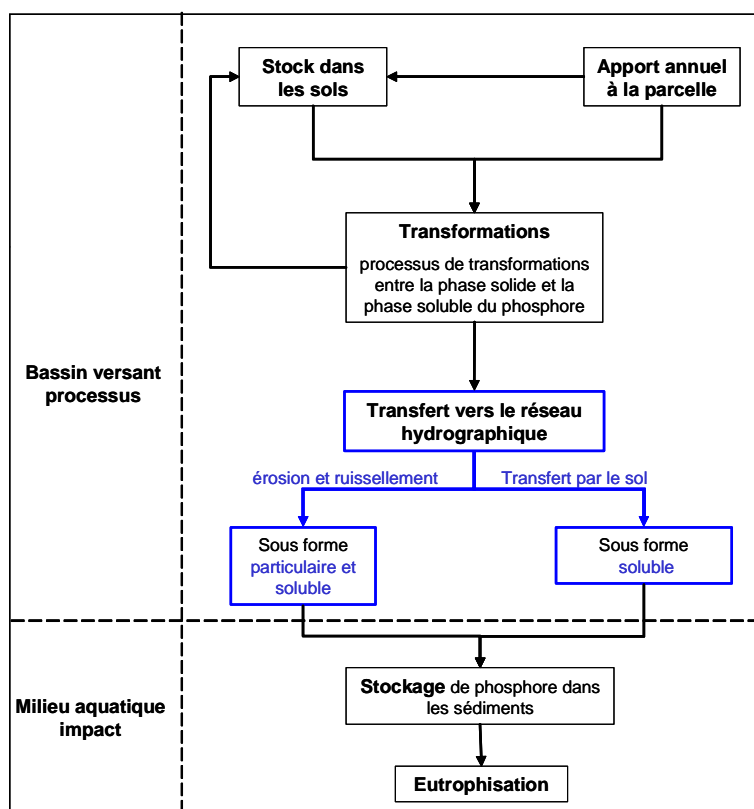 Stock dans
les sols
Apport annuel
à la parcelle
Transformations
processus de transformations
entre la phase solide et la
phase soluble du phosphore
Bassin versant
processus
Transfert vers le réseau
hydrographique
érosion et ruissellement
Transfert par le sol
Sous forme
particulaire et
soluble
Sous forme
soluble
Milieu aquatique
impact
Stockage de phosphore dans
les sédiments
Eutrophisation